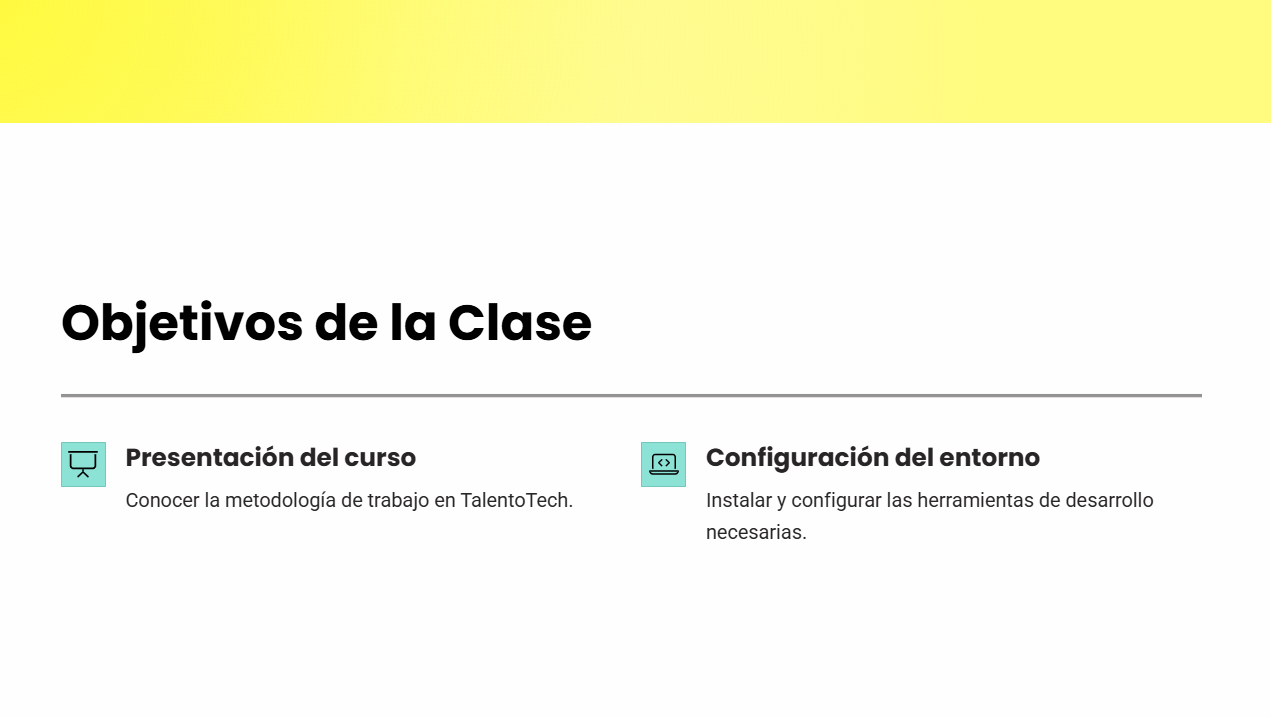 Objetivos de la Clase
Presentación del curso
Conocer la metodología de trabajo en TalentoTech.
Configuración del entorno
Instalar y configurar las herramientas de desarrollo
necesarias.